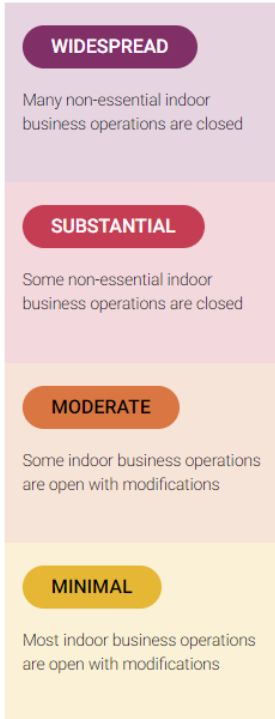 WIDESPREAD
Many non-essential indoor
business operations are closed
SUBSTANTIAL
Some non-essential indoor
business operations are closed
MODERATE
Some indoor business operations
are open with modifications
MINIMAL
Most indoor business operations
are open with modifications